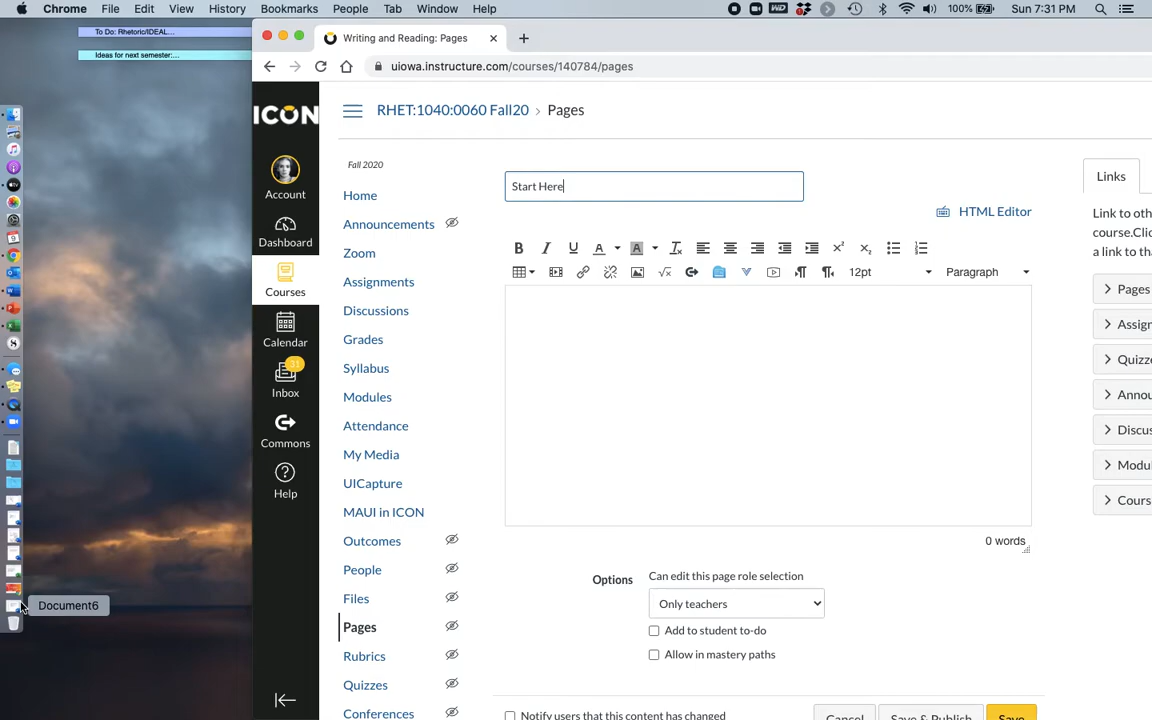 Chrome File Edit View History Bookmarks People Tab Window Help 100% Sun 7:31 PM
To Do: Rhetoric/IDEAL...
Ideas for next semester:...
Writing and Reading: Pages
uiowa.instructure.com/courses/140784/pages
ICON
Account
Dashboard
Courses
Calendar
31
Inbox
Commons
Help
RHET:1040:0060 Fall20 › Pages
Fall 2020
Home
Announcements
Zoom
Assignments
Discussions
Grades
Syllabus
Modules
Attendance
My Media
UICapture
MAUI in ICON
Outcomes
People
Files
Pages
Rubrics
Quizzes
Conferences
Start Here
HTML Editor
12pt Paragraph
0 words
Options Can edit this page role selection
Only teachers
Add to student to-do
Allow in mastery paths
Notify users that this content has changed
Cancel Save & Publish Save
Links
Link to oth
course.Clic
a link to th
Pages
Assign
Quizze
Annou
Discus
Modul
Cours
Document6